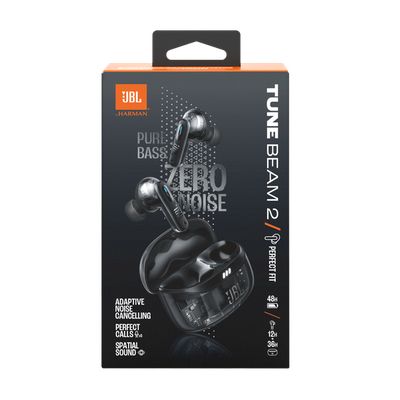 JBL
by HARMAN
PURE
BASS
ZERO
NOISE
JBL
ADAPTIVE
NOISE
CANCELLING
PERFECT
CALLS
SPATIAL
SOUND
TUNE BEAM 2
PERFECT FIT
48H
12H
+36H